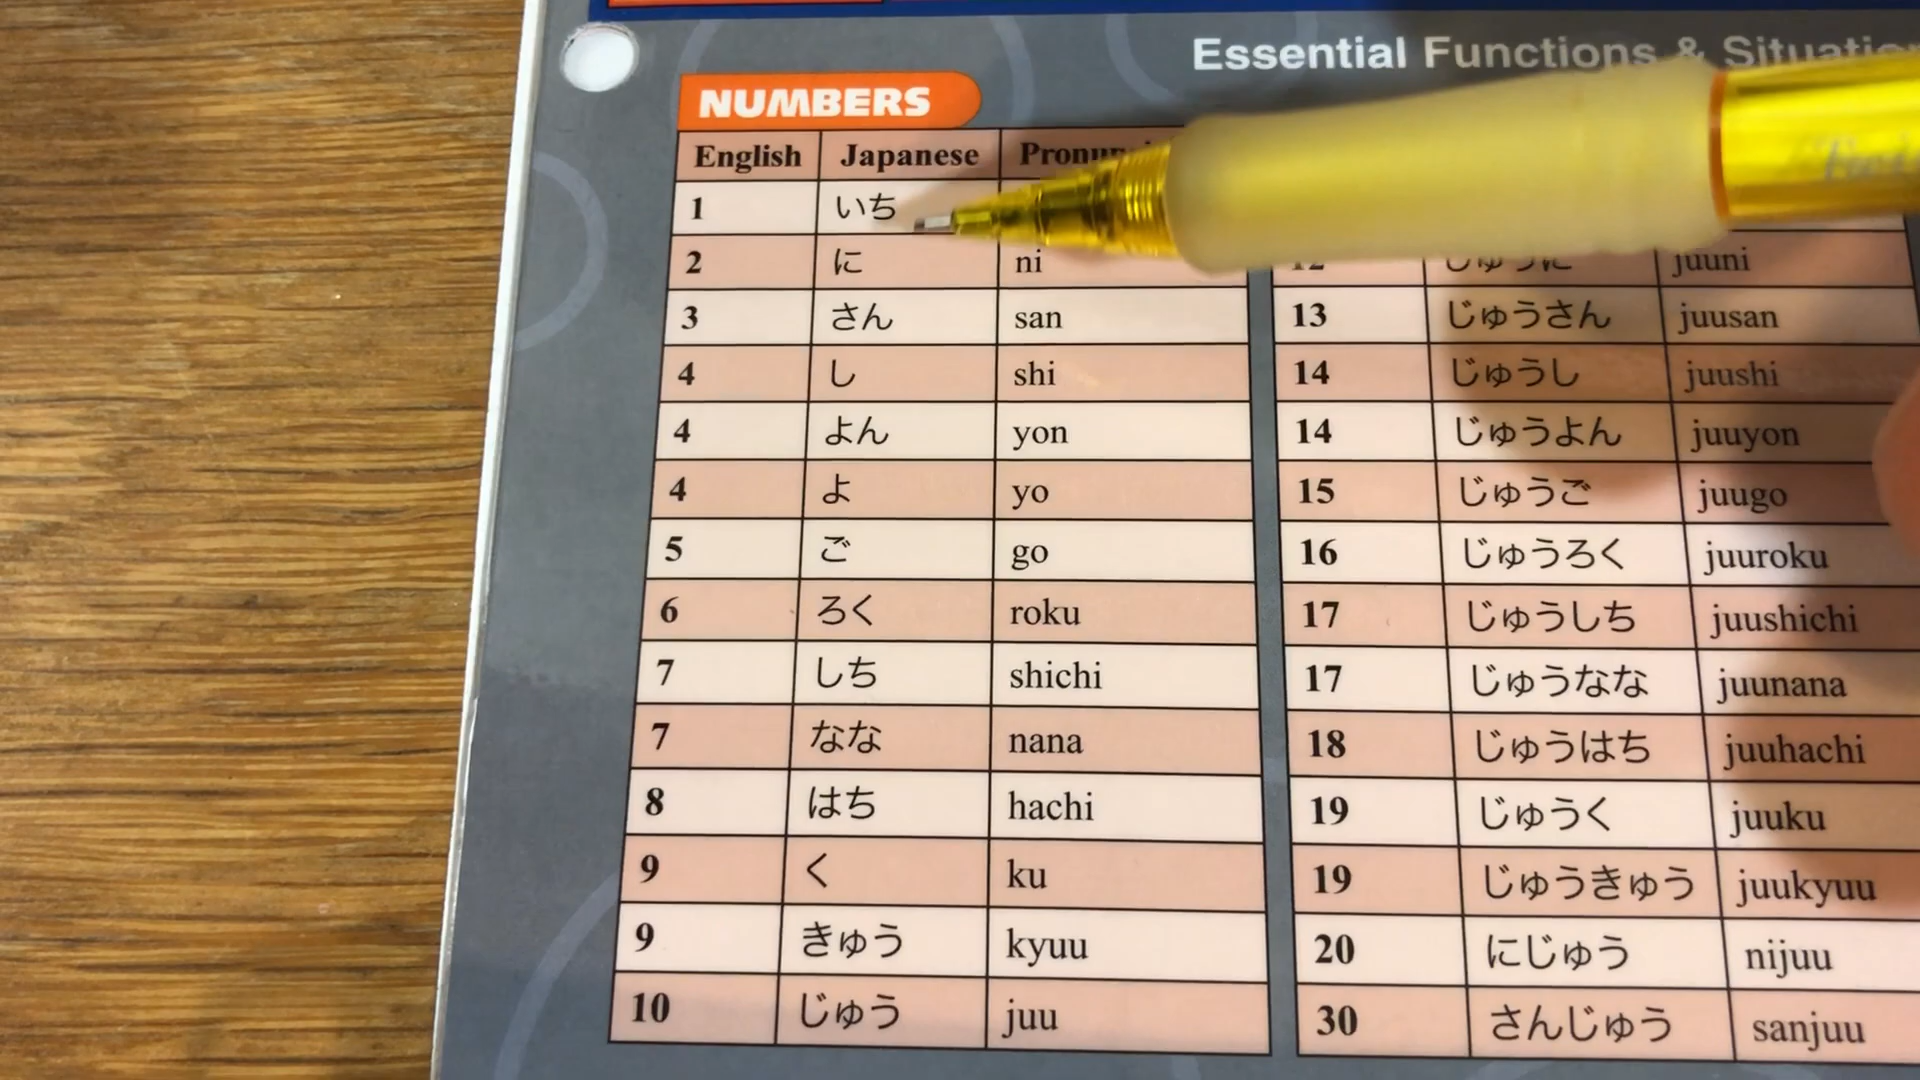 Essential Functions & Situatio
NUMBERS
English Japanese
1 いち
2 に ni
3 さん san
4 し shi
4 よん yon
4 よ yo
5 ご go
6 ろく roku
7 しち shichi
7 なな nana
8 はち hachi
9 く ku
9 きゅう kyuu
10 じゅう juu
12 じゅうに juuni
13 じゅうさん juusan
14 じゅうし juushi
14 じゅうよん juuyon
15 じゅうご juugo
16 じゅうろく juuroku
17 じゅうしち juushichi
17 じゅうなな juunana
18 じゅうはち juuhachi
19 じゅうく juuku
19 じゅうきゅう juukyuu
20 にじゅう nijuu
30 さんじゅう sanjuu